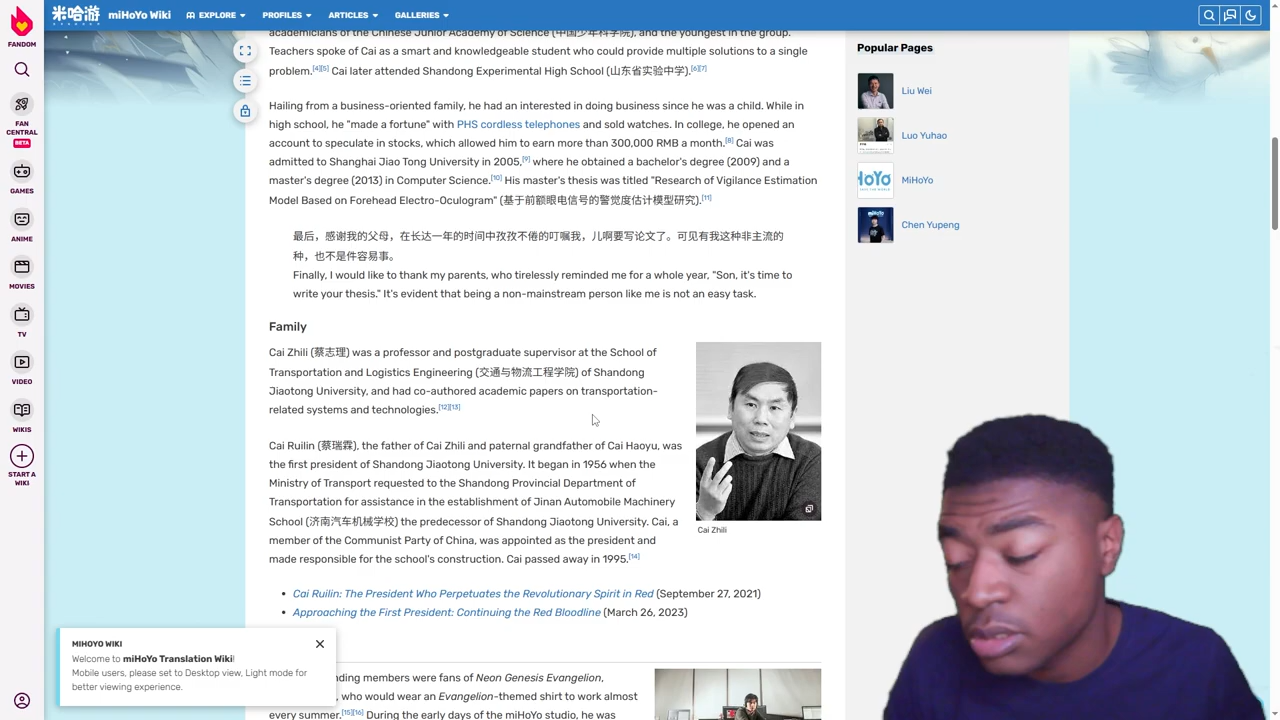 米哈游
miHoYo Wiki
EXPLORE
PROFILES
ARTICLES
GALLERIES
FANDOM
FAN
CENTRAL
BETA
GAMES
ANIME
MOVIES
TV
VIDEO
WIKIS
START A
WIKI
academicians of the Chinese Junior Academy of Science (中国少年科学院), and the youngest in the group.
Teachers spoke of Cai as a smart and knowledgeable student who could provide multiple solutions to a single
problem.[4][5] Cai later attended Shandong Experimental High School (山东省实验中学).[6][7]
Hailing from a business-oriented family, he had an interested in doing business since he was a child. While in
high school, he "made a fortune" with PHS cordless telephones and sold watches. In college, he opened an
account to speculate in stocks, which allowed him to earn more than 300,000 RMB a month.[8] Cai was
admitted to Shanghai Jiao Tong University in 2005,[9] where he obtained a bachelor's degree (2009) and a
master's degree (2013) in Computer Science.[10] His master's thesis was titled "Research of Vigilance Estimation
Model Based on Forehead Electro-Oculogram" (基于前额眼电信号的警觉度估计模型研究).[11]
最后，感谢我的父母，在长达一年的时间中孜孜不倦的叮嘱我，儿啊要写论文了。可见有我这种非主流的
种，也不是件容易事。
Finally, I would like to thank my parents, who tirelessly reminded me for a whole year, "Son, it's time to
write your thesis." It's evident that being a non-mainstream person like me is not an easy task.
Family
Cai Zhili (蔡志理) was a professor and postgraduate supervisor at the School of
Transportation and Logistics Engineering (交通与物流工程学院) of Shandong
Jiaotong University, and had co-authored academic papers on transportation-
related systems and technologies.[12][13]
Cai Ruilin (蔡瑞霖), the father of Cai Zhili and paternal grandfather of Cai Haoyu, was
the first president of Shandong Jiaotong University. It began in 1956 when the
Ministry of Transport requested to the Shandong Provincial Department of
Transportation for assistance in the establishment of Jinan Automobile Machinery
School (济南汽车机械学校) the predecessor of Shandong Jiaotong University. Cai, a
member of the Communist Party of China, was appointed as the president and
made responsible for the school's construction. Cai passed away in 1995.[14]
Cai Zhili
• Cai Ruilin: The President Who Perpetuates the Revolutionary Spirit in Red (September 27, 2021)
• Approaching the First President: Continuing the Red Bloodline (March 26, 2023)
nding members were fans of Neon Genesis Evangelion,
, who would wear an Evangelion-themed shirt to work almost
every summer.[15][16] During the early days of the miHoYo studio, he was
MIHOYO WIKI
Welcome to miHoYo Translation Wiki!
Mobile users, please set to Desktop view, Light mode for
better viewing experience.
Popular Pages
Liu Wei
Luo Yuhao
HoYo
MiHoYo
Chen Yupeng